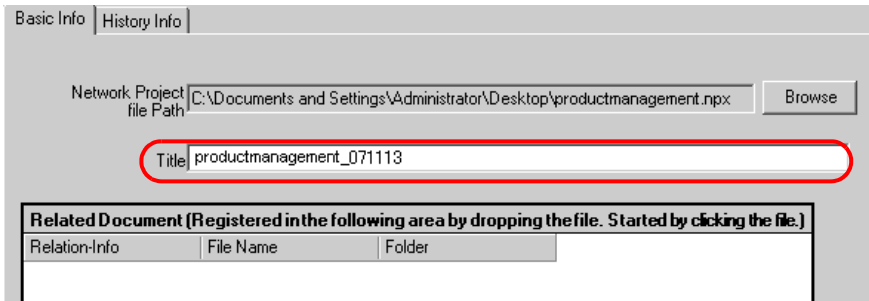 Basic Info History Info
Network Project
file Path C:\Documents and Settings\Administrator\Desktop\productmanagement.npx Browse
Title productmanagement_071113
Related Document (Registered in the following area by dropping the file. Started by clicking the file.)
Relation-Info File Name Folder